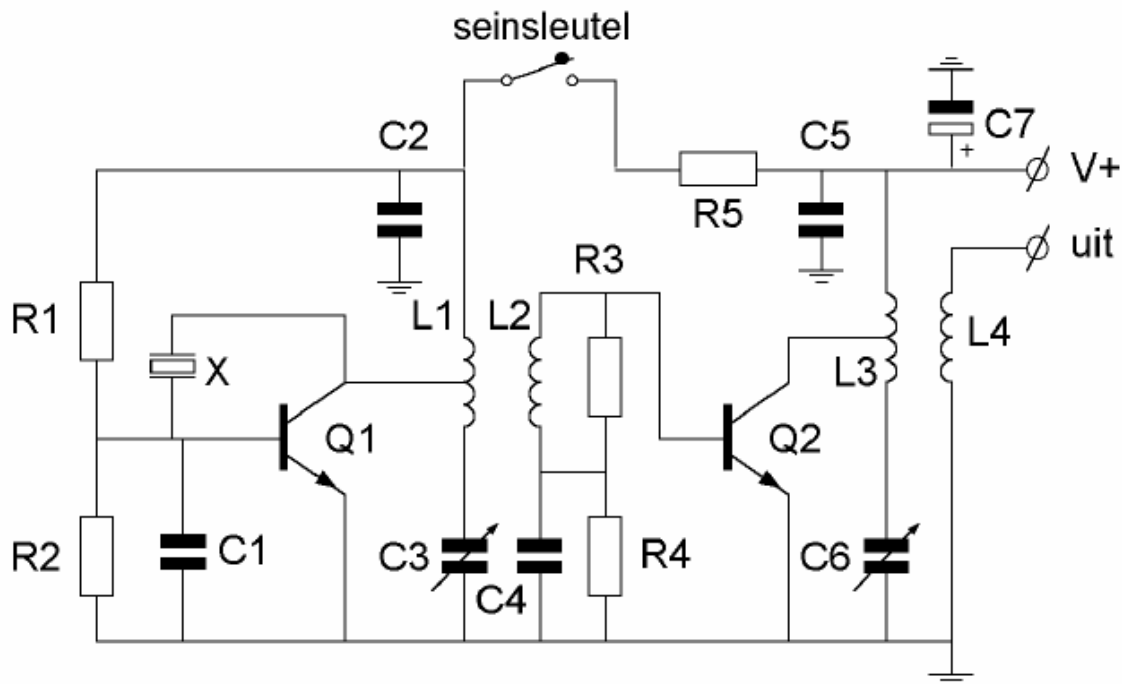 seinsleutel
C2
C5
C7
+
V+
R5
uit
R3
R1
L1
L2
X
L3
L4
Q1
Q2
R2
C1
C3
C4
R4
C6